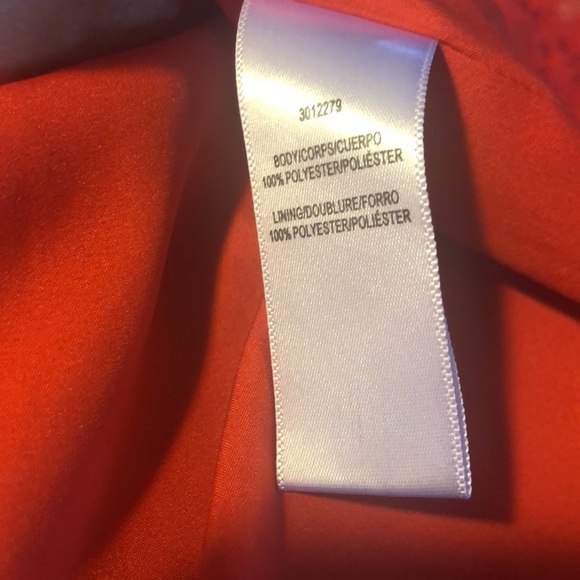 3012279
BODY/CORPS/CUERPO
100% POLYESTER/POLIÉSTER
LINING/DOUBLURE/FORRO
100% POLYESTER/POLIÉSTER